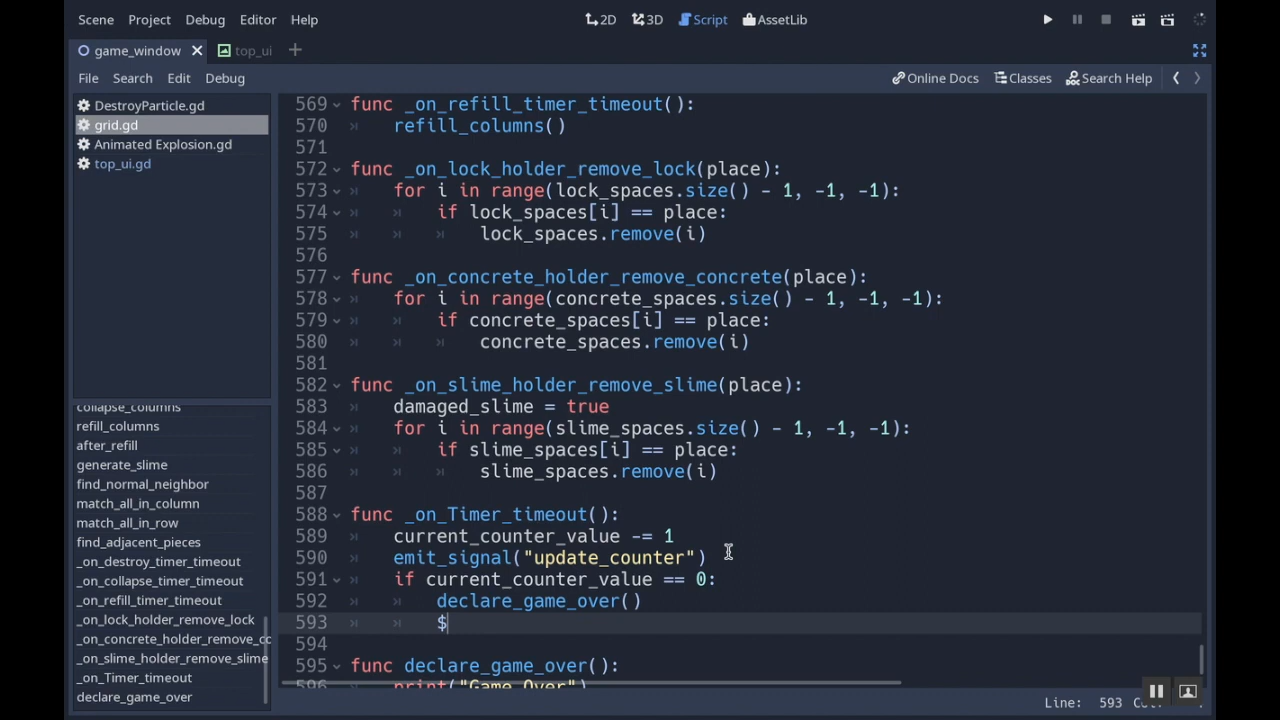 Scene Project Debug Editor Help 2D 3D Script AssetLib
game_window top_ui
File Search Edit Debug Online Docs Classes Search Help
DestroyParticle.gd
grid.gd
Animated Explosion.gd
top_ui.gd
collapse_columns
refill_columns
after_refill
generate_slime
find_normal_neighbor
match_all_in_column
match_all_in_row
find_adjacent_pieces
_on_destroy_timer_timeout
_on_collapse_timer_timeout
_on_refill_timer_timeout
_on_lock_holder_remove_lock
_on_concrete_holder_remove_co
_on_slime_holder_remove_slime
_on_Timer_timeout
declare_game_over
569 func _on_refill_timer_timeout():
570 refill_columns()
571
572 func _on_lock_holder_remove_lock(place):
573 for i in range(lock_spaces.size() - 1, -1, -1):
574 if lock_spaces[i] == place:
575 lock_spaces.remove(i)
576
577 func _on_concrete_holder_remove_concrete(place):
578 for i in range(concrete_spaces.size() - 1, -1, -1):
579 if concrete_spaces[i] == place:
580 concrete_spaces.remove(i)
581
582 func _on_slime_holder_remove_slime(place):
583 damaged_slime = true
584 for i in range(slime_spaces.size() - 1, -1, -1):
585 if slime_spaces[i] == place:
586 slime_spaces.remove(i)
587
588 func _on_Timer_timeout():
589 current_counter_value -= 1
590 emit_signal("update_counter")
591 if current_counter_value == 0:
592 declare_game_over()
593 $
594
595 func declare_game_over():
596 print("Game Over")
Line: 593